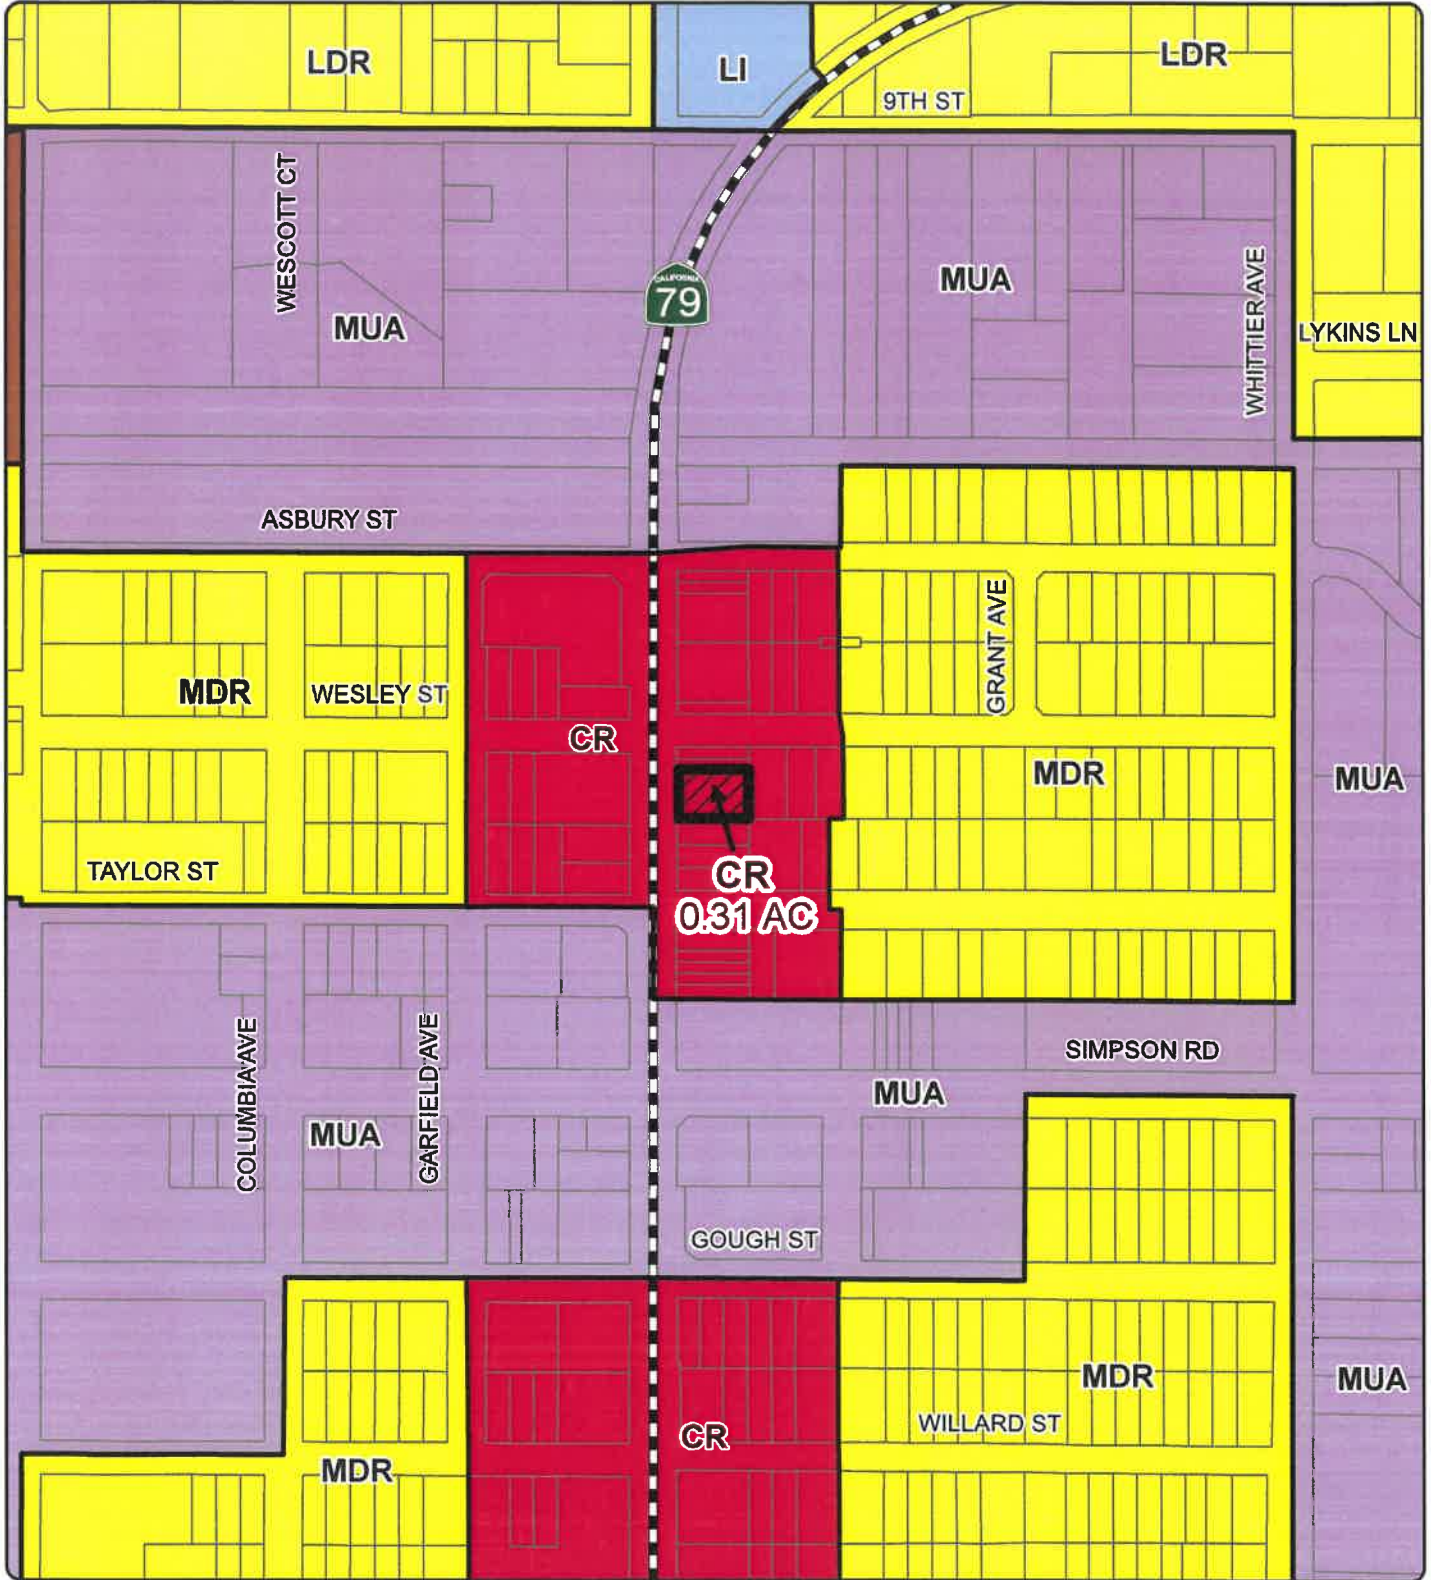 LDR
LI
LDR
9TH ST
WESCOTT CT
MUA
CALIFORNIA
79
MUA
WHITTIER AVE
LYKINS LN
ASBURY ST
MDR
WESLEY ST
CR
GRANT AVE
MDR
MUA
TAYLOR ST
CR
0.31 AC
COLUMBIA AVE
GARFIELD AVE
MUA
SIMPSON RD
MUA
GOUGH ST
MDR
MUA
WILLARD ST
CR
MDR